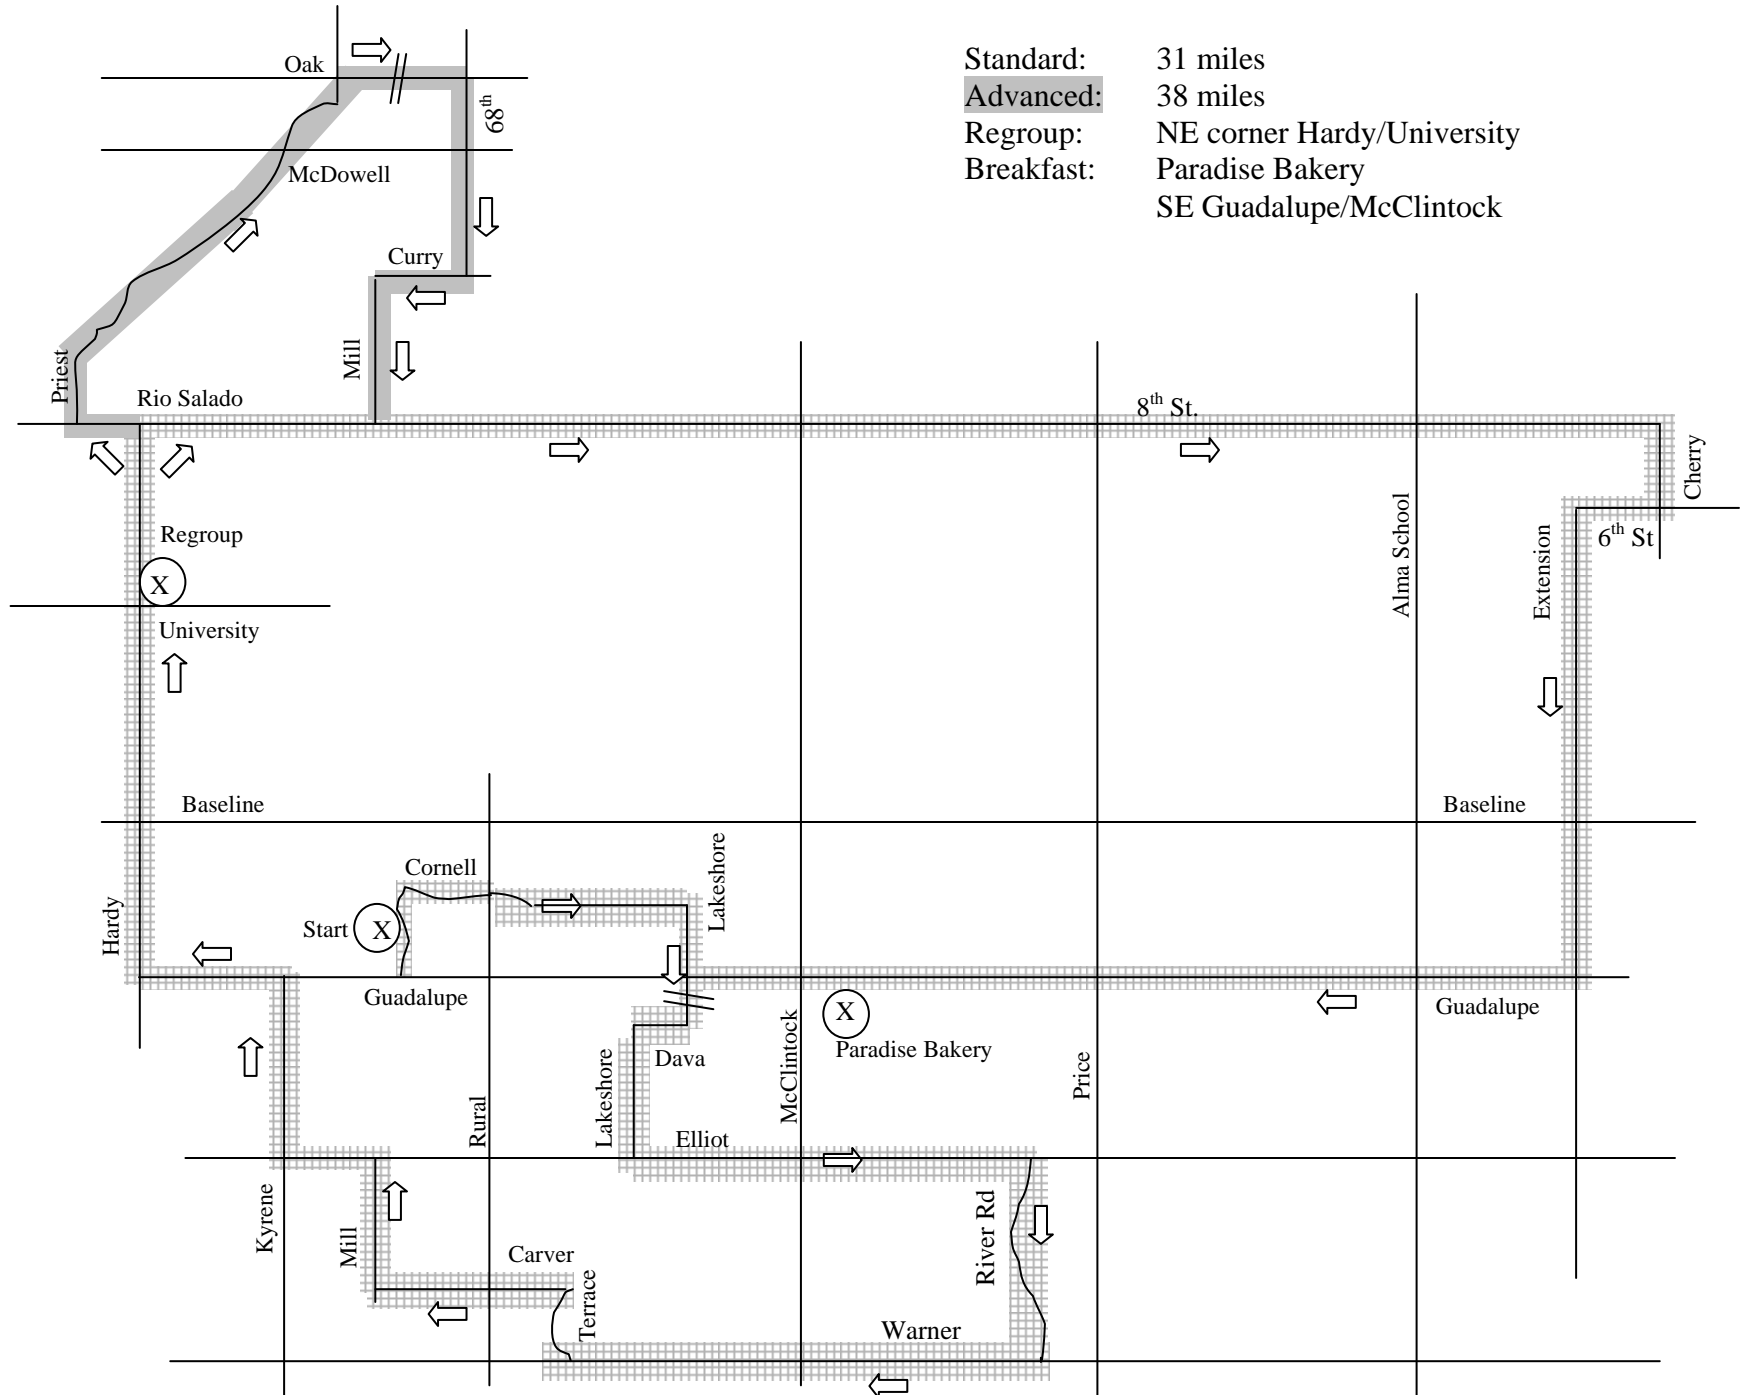 Standard: 31 miles
Advanced: 38 miles
Regroup: NE corner Hardy/University
Breakfast: Paradise Bakery
SE Guadalupe/McClintock
Oak
68th
McDowell
Curry
Priest
Mill
Rio Salado
8th St.
Cherry
Regroup
X
6th St
Alma School
Extension
University
Baseline
Baseline
Cornell
Lakeshore
Hardy
Start
X
Guadalupe
X
Guadalupe
McClintock
Paradise Bakery
Dava
Lakeshore
Price
Rural
Elliot
Kyrene
Mill
River Rd
Carver
Terrace
Warner